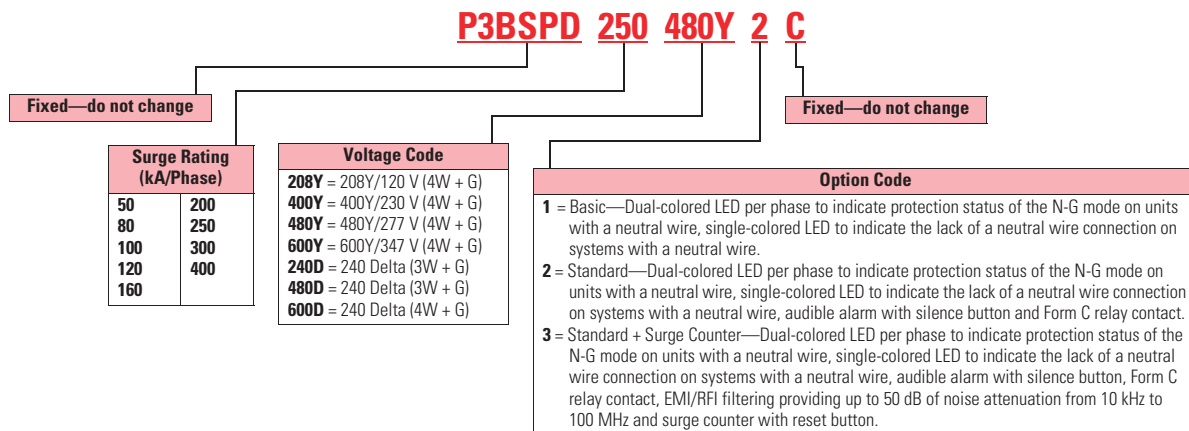 P3BSPD 250 480Y 2 C
Fixed—do not change
Fixed—do not change
Surge Rating
(kA/Phase)
50 200
80 250
100 300
120 400
160
Voltage Code
208Y = 208Y/120 V (4W + G)
400Y = 400Y/230 V (4W + G)
480Y = 480Y/277 V (4W + G)
600Y = 600Y/347 V (4W + G)
240D = 240 Delta (3W + G)
480D = 240 Delta (3W + G)
600D = 240 Delta (4W + G)
Option Code
1 = Basic—Dual-colored LED per phase to indicate protection status of the N-G mode on units
with a neutral wire, single-colored LED to indicate the lack of a neutral wire connection on
systems with a neutral wire.
2 = Standard—Dual-colored LED per phase to indicate protection status of the N-G mode on
units with a neutral wire, single-colored LED to indicate the lack of a neutral wire connection
on systems with a neutral wire, audible alarm with silence button and Form C relay contact.
3 = Standard + Surge Counter—Dual-colored LED per phase to indicate protection status of the
N-G mode on units with a neutral wire, single-colored LED to indicate the lack of a neutral
wire connection on systems with a neutral wire, audible alarm with silence button, Form C
relay contact, EMI/RFI filtering providing up to 50 dB of noise attenuation from 10 kHz to
100 MHz and surge counter with reset button.